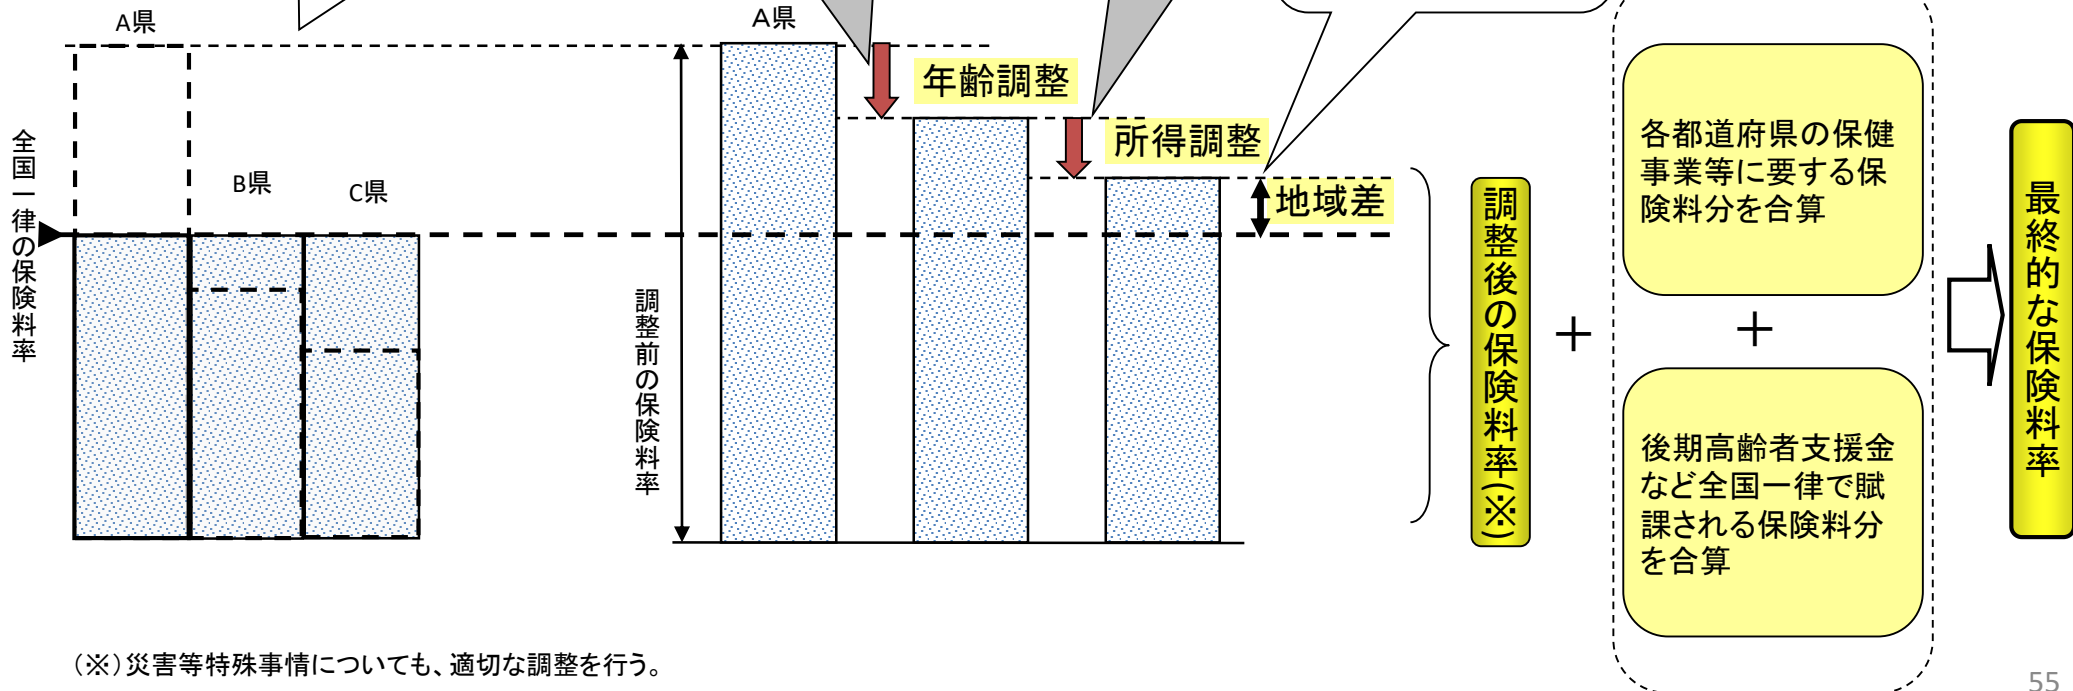 A県
B県
C県
全国一律の保険料率
A県
調整前の保険料率
年齢調整
所得調整
地域差
調整後の保険料率(※)
＋
各都道府県の保健
事業等に要する保
険料分を合算
＋
後期高齢者支援金
など全国一律で賦
課される保険料分
を合算
最終的な保険料率
(※)災害等特殊事情についても、適切な調整を行う。
55